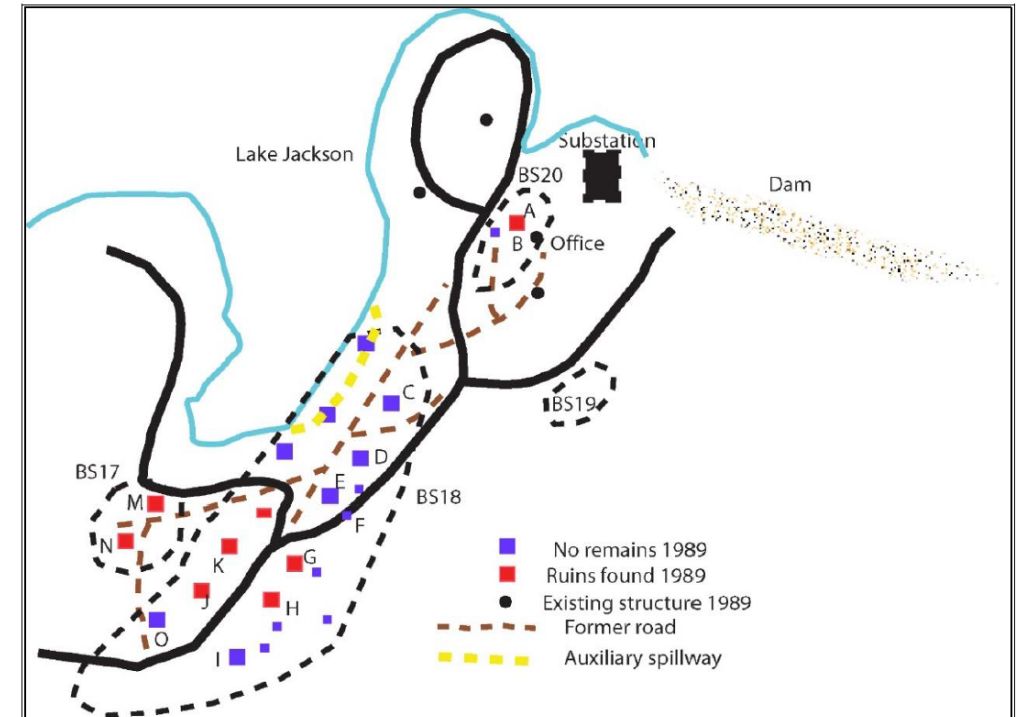 Substation
Lake Jackson
BS20
Dam
A
B
Office
C
BS19
D
BS17
E
BS18
M
F
N
G
K
No remains 1989
Ruins found 1989
J
H
Existing structure 1989
O
Former road
I
Auxiliary spillway